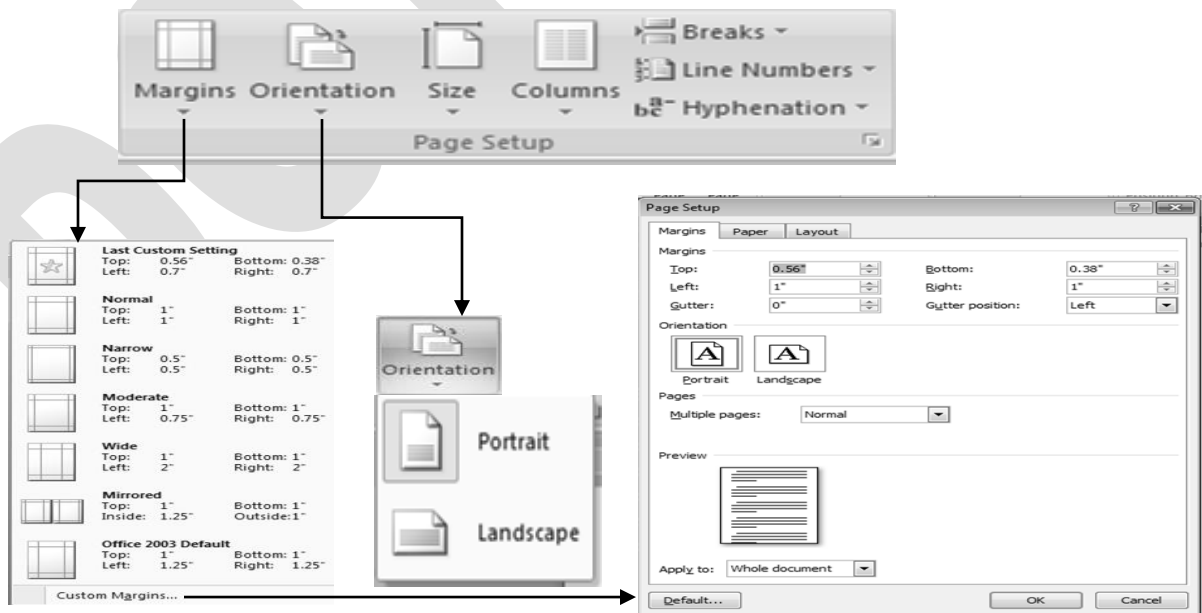 Breaks
Line Numbers
Hyphenation
Margins Orientation Size Columns
Page Setup
Last Custom Setting
Top: 0.56" Bottom: 0.38"
Left: 0.7" Right: 0.7"
Normal
Top: 1" Bottom: 1"
Left: 1" Right: 1"
Narrow
Top: 0.5" Bottom: 0.5"
Left: 0.5" Right: 0.5"
Moderate
Top: 1" Bottom: 1"
Left: 0.75" Right: 0.75"
Wide
Top: 1" Bottom: 1"
Left: 2" Right: 2"
Mirrored
Top: 1" Bottom: 1"
Inside: 1.25" Outside:1"
Office 2003 Default
Top: 1" Bottom: 1"
Left: 1.25" Right: 1.25"
Custom Margins...
Orientation
Portrait
Landscape
Page Setup
Margins Paper Layout
Margins
Top: 0.56" Bottom: 0.38"
Left: 1" Right: 1"
Gutter: 0" Gutter position: Left
Orientation
A A
Portrait Landscape
Pages
Multiple pages: Normal
Preview
Apply to: Whole document
Default... OK Cancel